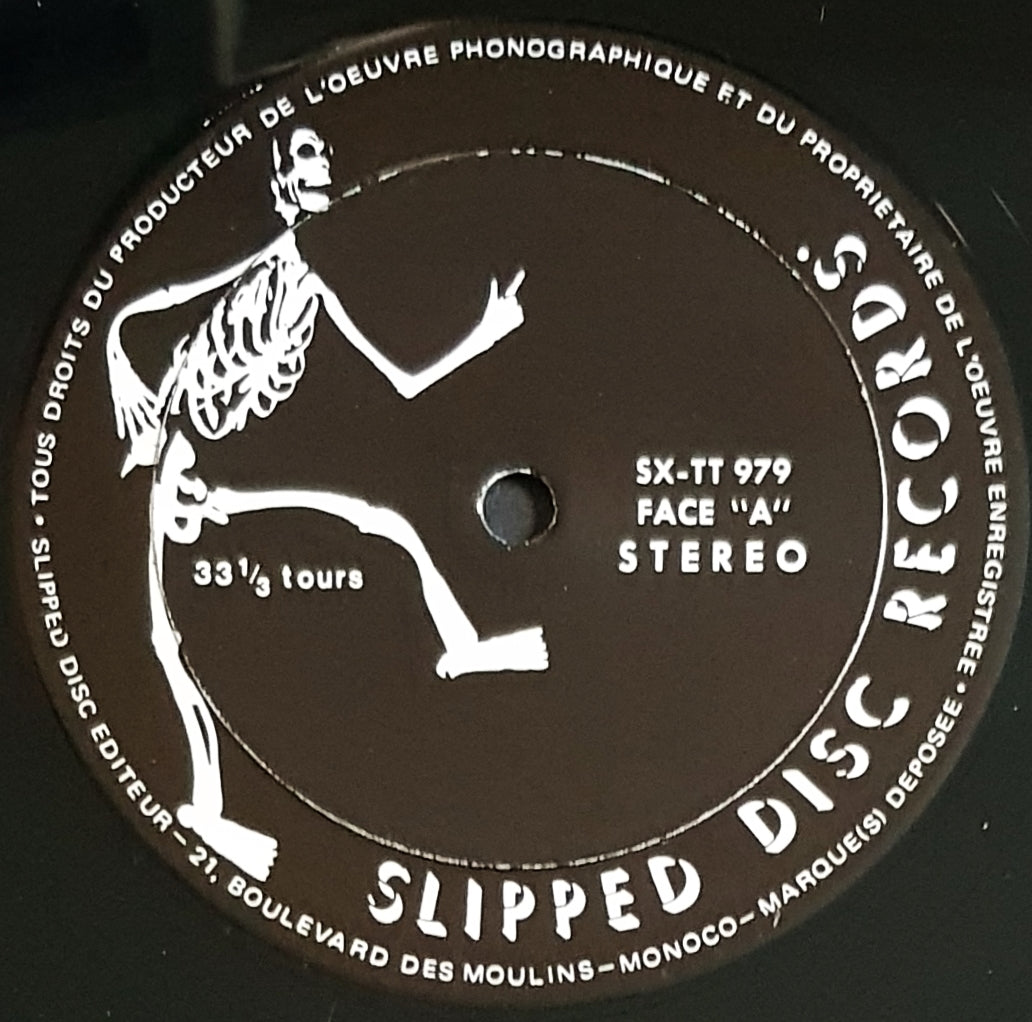 • TOUS DROITS DU PRODUCTEUR DE L'OEUVRE PHONOGRAPHIQUE ET DU PROPRIETAIRE DE L'OEUVRE ENREGISTREE •
SLIPPED DISC EDITEUR – 21, BOULEVARD DES MOULINS – MONOCO – MARQUE(S) DEPOSEE
SX-TT 979
FACE "A"
STEREO
33 1/3 tours
SLIPPED DISC RECORDS.